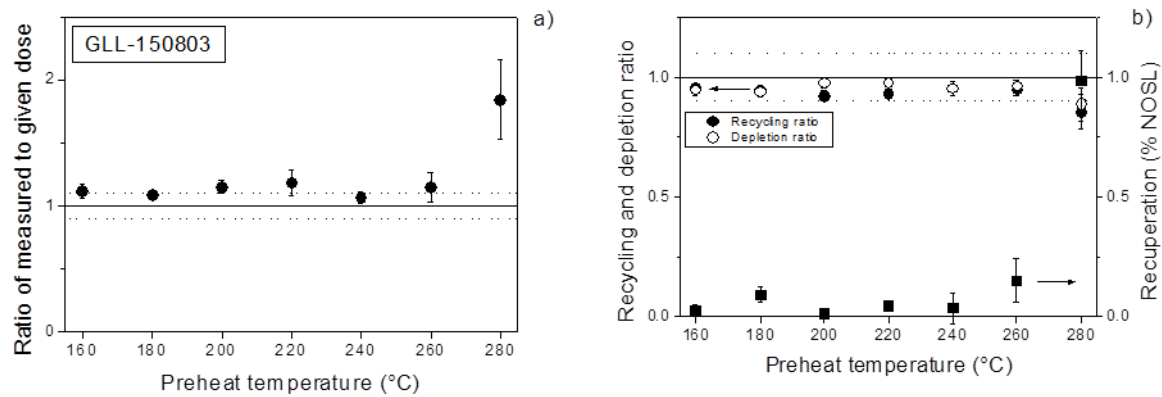 a)
GLL-150803
Ratio of measured to given dose
2
1
0
160 180 200 220 240 260 280
Preheat temperature (°C)
b)
Recycling and depletion ratio
1.0
0.5
0.0
Recycling ratio
Depletion ratio
1.0
0.5
0.0
Recuperation (% NOSL)
160 180 200 220 240 260 280
Preheat temperature (°C)